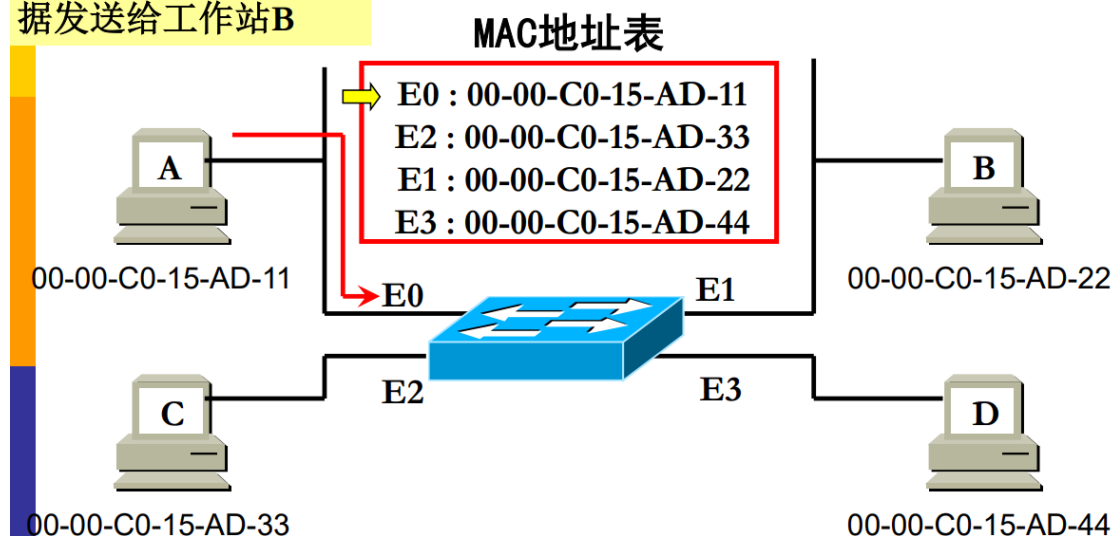 据发送给工作站B
MAC地址表
E0 : 00-00-C0-15-AD-11
E2 : 00-00-C0-15-AD-33
E1 : 00-00-C0-15-AD-22
E3 : 00-00-C0-15-AD-44
A
B
00-00-C0-15-AD-11
00-00-C0-15-AD-22
E0
E1
E2
E3
C
D
00-00-C0-15-AD-33
00-00-C0-15-AD-44